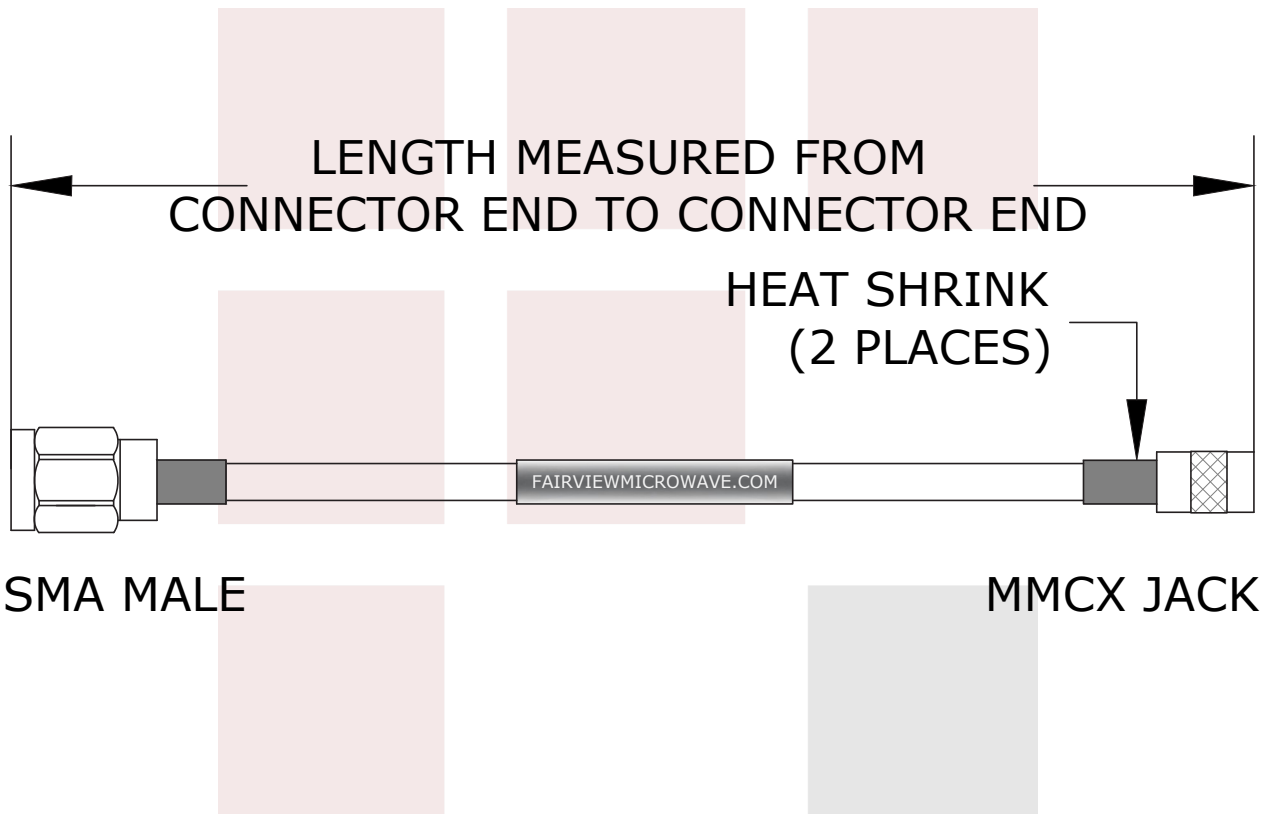 LENGTH MEASURED FROM
CONNECTOR END TO CONNECTOR END
HEAT SHRINK
(2 PLACES)
FAIRVIEWMICROWAVE.COM
SMA MALE
MMCX JACK